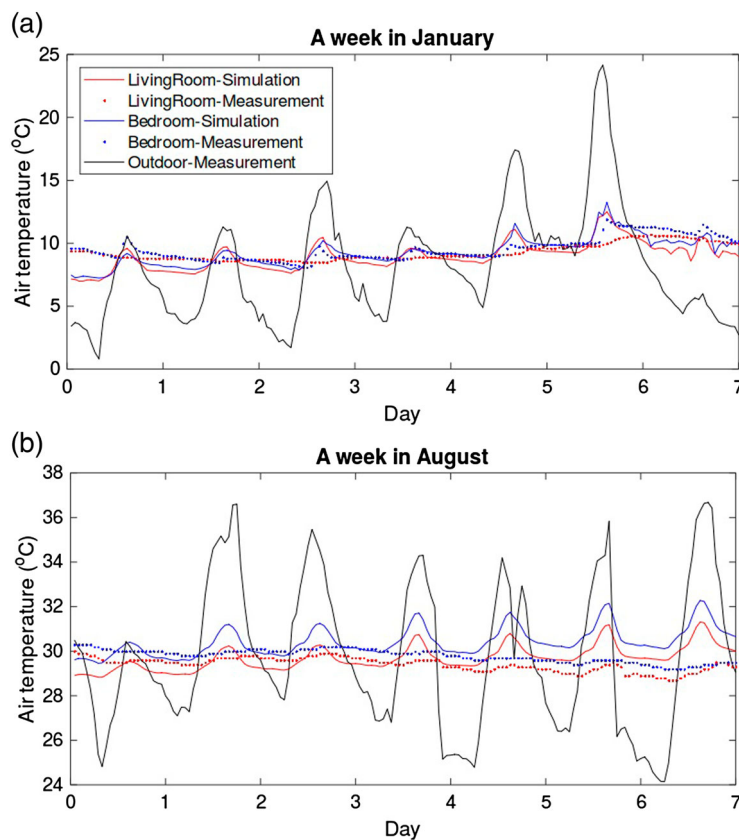 (a)
A week in January
25
20
15
10
5
0
Air temperature (°C)
LivingRoom-Simulation
LivingRoom-Measurement
Bedroom-Simulation
Bedroom-Measurement
Outdoor-Measurement
0 1 2 3 4 5 6 7
Day
(b)
A week in August
38
36
34
32
30
28
26
24
Air temperature (°C)
0 1 2 3 4 5 6 7
Day